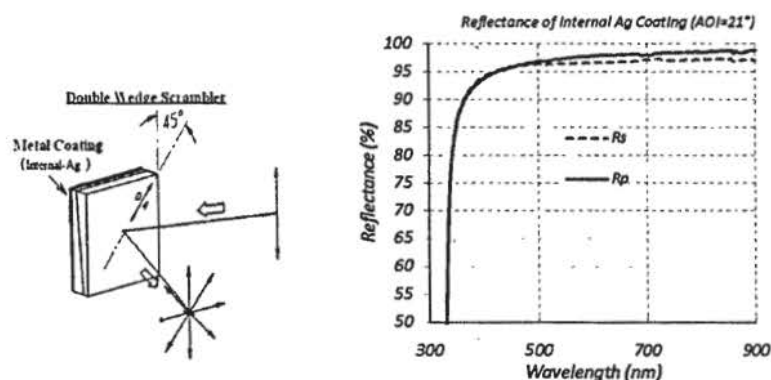 Double Wedge Scrambler
45°
Metal Coating
(Internal-Ag)
Reflectance of Internal Ag Coating (AOI=21°)
Reflectance (%)
100
95
90
85
80
75
70
65
60
55
50
Rs
Rp
300
500
700
900
Wavelength (nm)